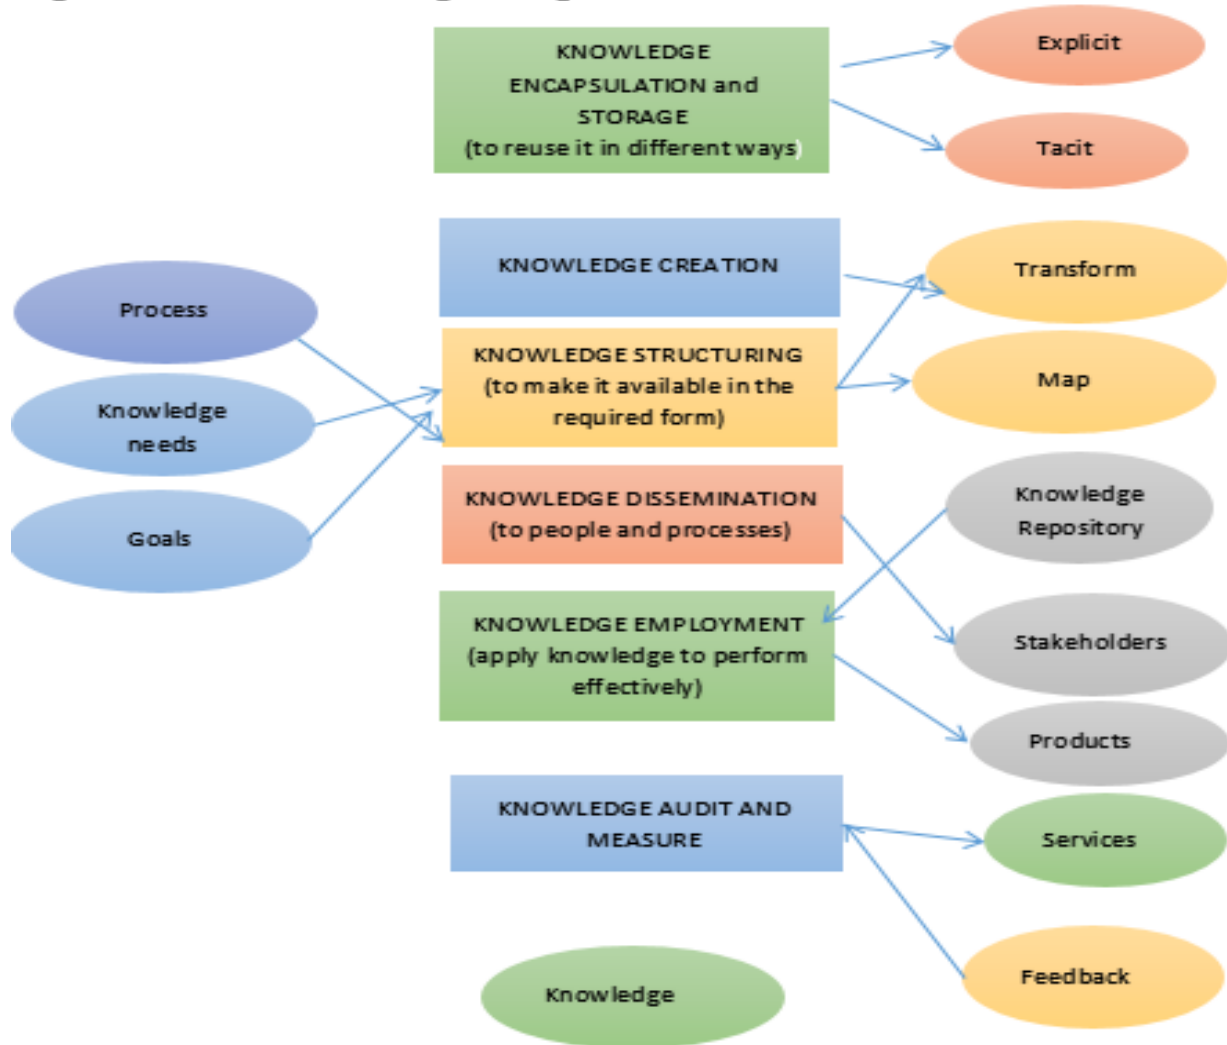 KNOWLEDGE
ENCAPSULATION and
STORAGE
(to reuse it in different ways)
Explicit
Tacit
KNOWLEDGE CREATION
Transform
Process
KNOWLEDGE STRUCTURING
(to make it available in the
required form)
Map
Knowledge
needs
Goals
KNOWLEDGE DISSEMINATION
(to people and processes)
Knowledge
Repository
KNOWLEDGE EMPLOYMENT
(apply knowledge to perform
effectively)
Stakeholders
Products
KNOWLEDGE AUDIT AND
MEASURE
Services
Knowledge
Feedback